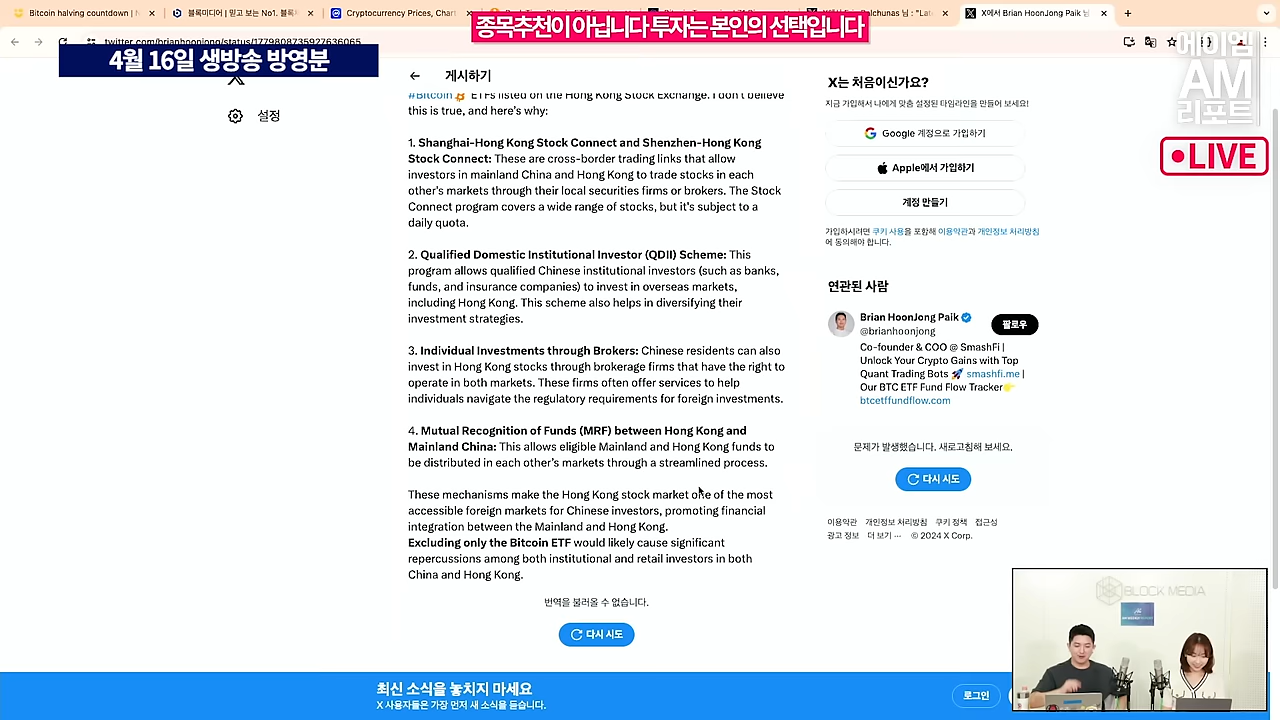 Bitcoin halving countdown |
블록미디어 | 믿고 보는 No1. 블록
Cryptocurrency Prices, Chart
X에서 Brian HoonJong Paik 님
종목추천이 아닙니다 투자는 본인의 선택입니다
4월 16일 생방송 방영분
에이엠
AM
리포트
LIVE
설정
게시하기
#Bitcoin ETFs listed on the Hong Kong Stock Exchange. I don't believe
this is true, and here's why:
1. Shanghai-Hong Kong Stock Connect and Shenzhen-Hong Kong
Stock Connect: These are cross-border trading links that allow
investors in mainland China and Hong Kong to trade stocks in each
other's markets through their local securities firms or brokers. The Stock
Connect program covers a wide range of stocks, but it's subject to a
daily quota.
2. Qualified Domestic Institutional Investor (QDII) Scheme: This
program allows qualified Chinese institutional investors (such as banks,
funds, and insurance companies) to invest in overseas markets,
including Hong Kong. This scheme also helps in diversifying their
investment strategies.
3. Individual Investments through Brokers: Chinese residents can also
invest in Hong Kong stocks through brokerage firms that have the right to
operate in both markets. These firms often offer services to help
individuals navigate the regulatory requirements for foreign investments.
4. Mutual Recognition of Funds (MRF) between Hong Kong and
Mainland China: This allows eligible Mainland and Hong Kong funds to
be distributed in each other's markets through a streamlined process.
These mechanisms make the Hong Kong stock market one of the most
accessible foreign markets for Chinese investors, promoting financial
integration between the Mainland and Hong Kong.
Excluding only the Bitcoin ETF would likely cause significant
repercussions among both institutional and retail investors in both
China and Hong Kong.
번역을 불러올 수 없습니다.
다시 시도
X는 처음이신가요?
지금 가입해서 나에게 맞춤 설정된 타임라인을 만들어 보세요!
Google 계정으로 가입하기
Apple에서 가입하기
계정 만들기
가입하시려면 쿠키 사용을 포함해 이용약관과 개인정보 처리방침
에 동의해야 합니다.
연관된 사람
Brian HoonJong Paik
@brianhoonjong
팔로우
Co-founder & COO @ SmashFi |
Unlock Your Crypto Gains with Top
Quant Trading Bots 🚀 smashfi.me |
Our BTC ETF Fund Flow Tracker👉
btcetffundflow.com
문제가 발생했습니다. 새로고침해 보세요.
다시 시도
이용약관 개인정보 처리방침 쿠키 정책 접근성
광고 정보 더 보기 ··· © 2024 X Corp.
BLOCK MEDIA
최신 소식을 놓치지 마세요
X 사용자들은 가장 먼저 새 소식을 듣습니다.
로그인